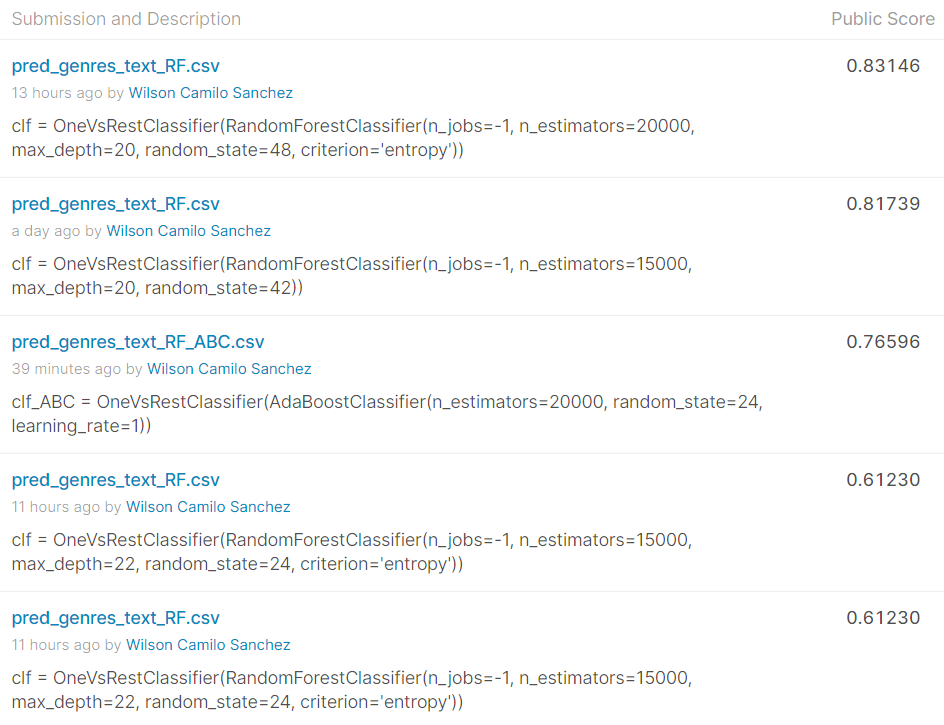 Submission and Description Public Score
pred_genres_text_RF.csv 0.83146
13 hours ago by Wilson Camilo Sanchez
clf = OneVsRestClassifier(RandomForestClassifier(n_jobs=-1, n_estimators=20000,
max_depth=20, random_state=48, criterion='entropy'))
pred_genres_text_RF.csv 0.81739
a day ago by Wilson Camilo Sanchez
clf = OneVsRestClassifier(RandomForestClassifier(n_jobs=-1, n_estimators=15000,
max_depth=20, random_state=42))
pred_genres_text_RF_ABC.csv 0.76596
39 minutes ago by Wilson Camilo Sanchez
clf_ABC = OneVsRestClassifier(AdaBoostClassifier(n_estimators=20000, random_state=24,
learning_rate=1))
pred_genres_text_RF.csv 0.61230
11 hours ago by Wilson Camilo Sanchez
clf = OneVsRestClassifier(RandomForestClassifier(n_jobs=-1, n_estimators=15000,
max_depth=22, random_state=24, criterion='entropy'))
pred_genres_text_RF.csv 0.61230
11 hours ago by Wilson Camilo Sanchez
clf = OneVsRestClassifier(RandomForestClassifier(n_jobs=-1, n_estimators=15000,
max_depth=22, random_state=24, criterion='entropy'))